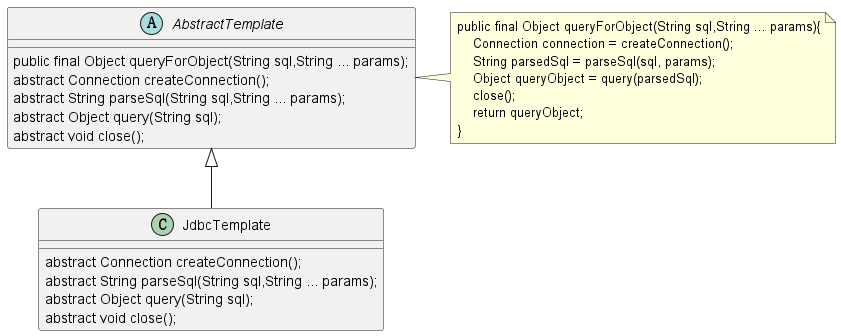 A AbstractTemplate
public final Object queryForObject(String sql,String ... params);
abstract Connection createConnection();
abstract String parseSql(String sql,String ... params);
abstract Object query(String sql);
abstract void close();
public final Object queryForObject(String sql,String ... params){
Connection connection = createConnection();
String parsedSql = parseSql(sql, params);
Object queryObject = query(parsedSql);
close();
return queryObject;
}
C JdbcTemplate
abstract Connection createConnection();
abstract String parseSql(String sql,String ... params);
abstract Object query(String sql);
abstract void close();